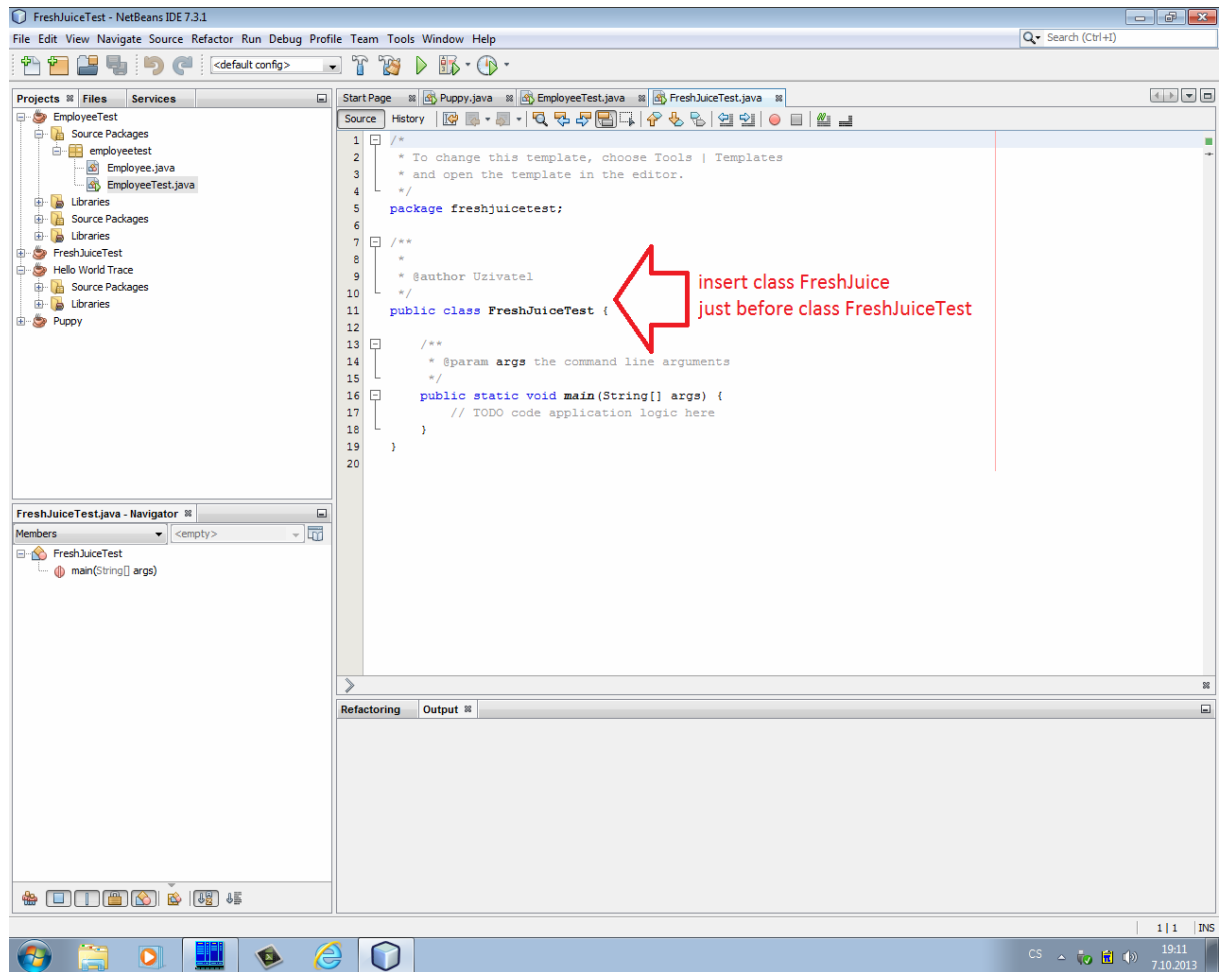 FreshJuiceTest - NetBeans IDE 7.3.1
File Edit View Navigate Source Refactor Run Debug Profile Team Tools Window Help
Search (Ctrl+I)
<default config>
Projects Files Services
EmployeeTest
Source Packages
employeetest
Employee.java
EmployeeTest.java
Libraries
Source Packages
Libraries
FreshJuiceTest
Hello World Trace
Source Packages
Libraries
Puppy
Start Page Puppy.java EmployeeTest.java FreshJuiceTest.java
Source History
1 /*
2 * To change this template, choose Tools | Templates
3 * and open the template in the editor.
4 */
5 package freshjuicetest;
6
7 /**
8 *
9 * @author Uzivatel
10 */
11 public class FreshJuiceTest {
12
13 /**
14 * @param args the command line arguments
15 */
16 public static void main(String[] args) {
17 // TODO code application logic here
18 }
19 }
20
insert class FreshJuice
just before class FreshJuiceTest
FreshJuiceTest.java - Navigator
Members <empty>
FreshJuiceTest
main(String[] args)
Refactoring Output
1 | 1 INS
CS 19:11
7.10.2013